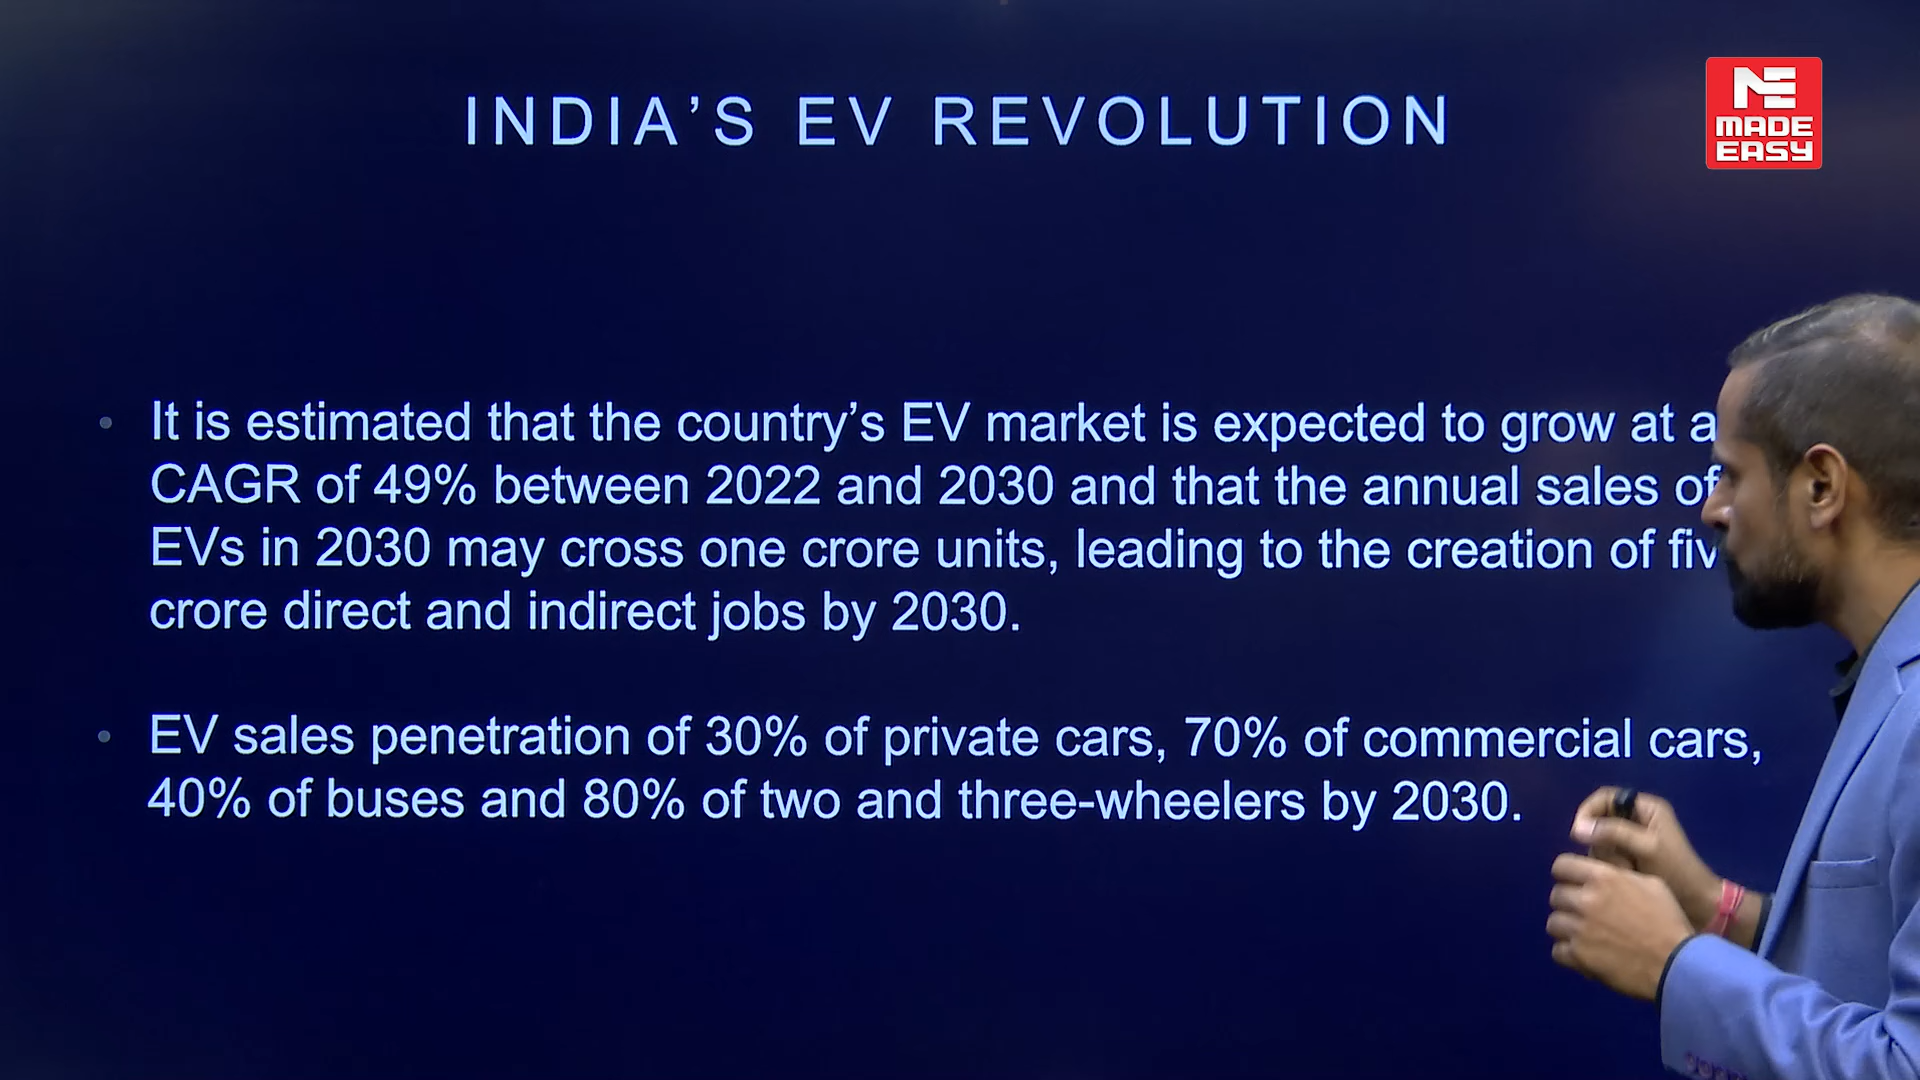 INDIA’S EV REVOLUTION
ME
MADE
EASY
• It is estimated that the country’s EV market is expected to grow at a
CAGR of 49% between 2022 and 2030 and that the annual sales of
EVs in 2030 may cross one crore units, leading to the creation of
crore direct and indirect jobs by 2030.
• EV sales penetration of 30% of private cars, 70% of commercial cars,
40% of buses and 80% of two and three-wheelers by 2030.